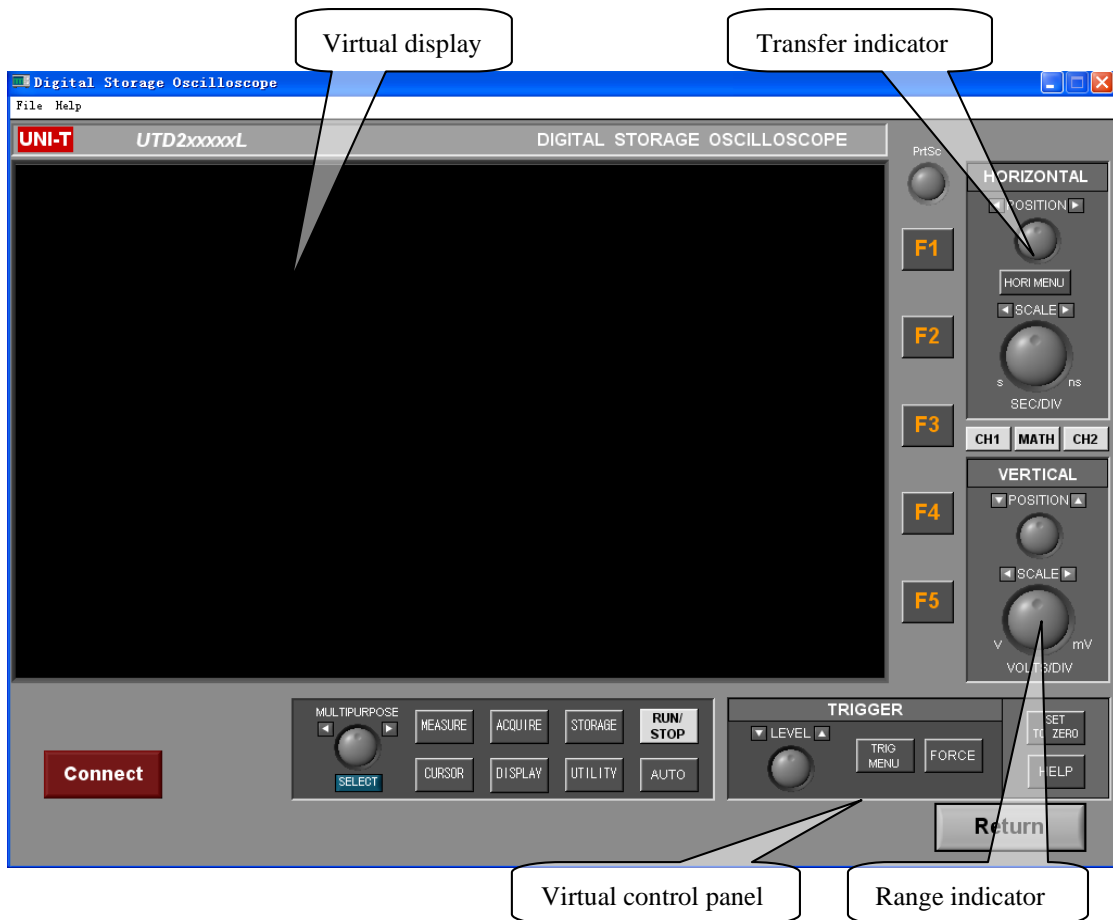 Virtual display
Transfer indicator
Digital Storage Oscilloscope
File Help
UNI-T UTD2xxxxxL DIGITAL STORAGE OSCILLOSCOPE
PrtSc
HORIZONTAL
POSITION
F1
HORI MENU
SCALE
F2
s ns
SEC/DIV
F3
CH1 MATH CH2
VERTICAL
POSITION
F4
SCALE
F5
V mV
VOLTS/DIV
MULTIPURPOSE
SELECT
MEASURE ACQUIRE STORAGE RUN/
STOP
CURSOR DISPLAY UTILITY AUTO
TRIGGER
LEVEL
TRIG
MENU
FORCE
SET
TO ZERO
HELP
Connect
Return
Virtual control panel
Range indicator